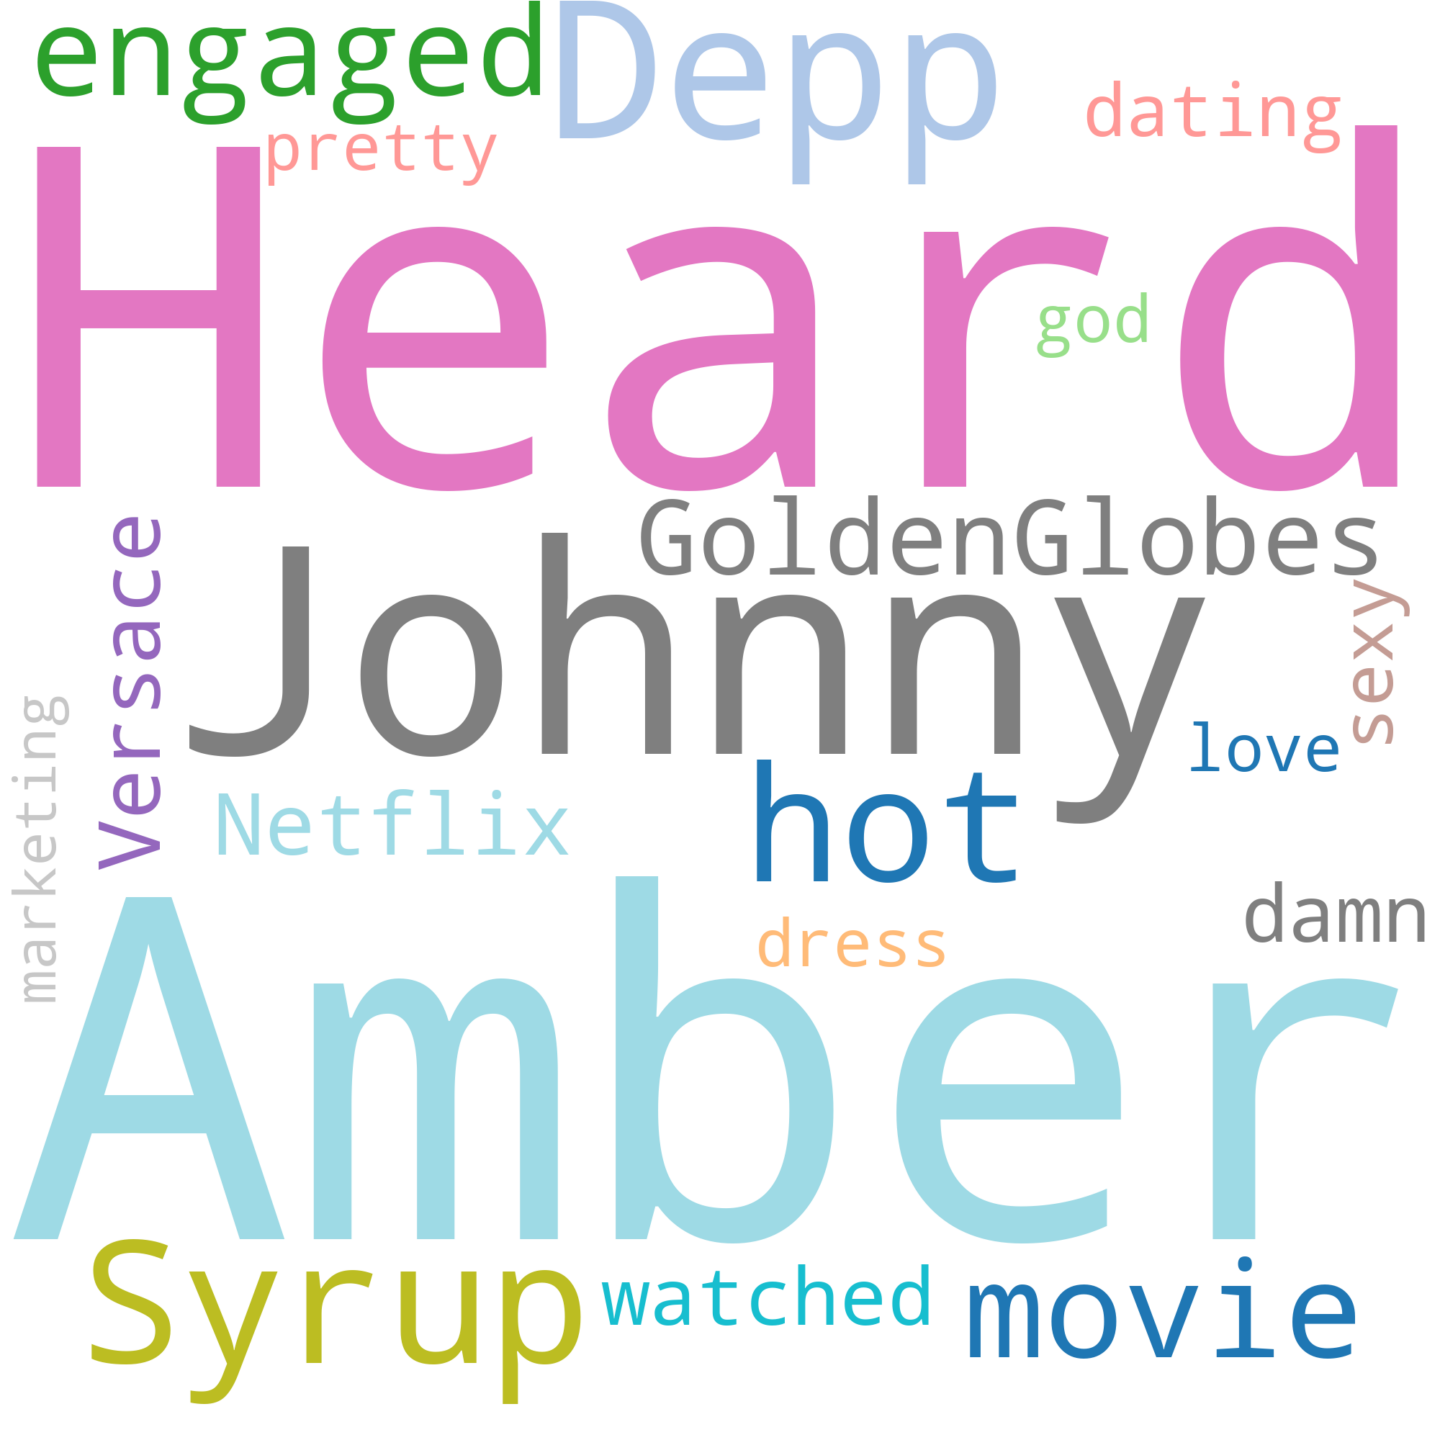 engaged
Depp
dating
pretty
Heard
god
GoldenGlobes
Versace
Johnny
sexy
marketing
love
Netflix
hot
damn
dress
Amber
Syrup
watched
movie